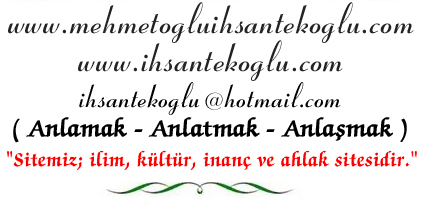 www.mehmetogluihsantekoglu.com
www.ihsantekoglu.com
ihsantekoglu @hotmail.com
( Anlamak - Anlatmak - Anlaşmak )
"Sitemiz; ilim, kültür, inanç ve ahlak sitesidir."